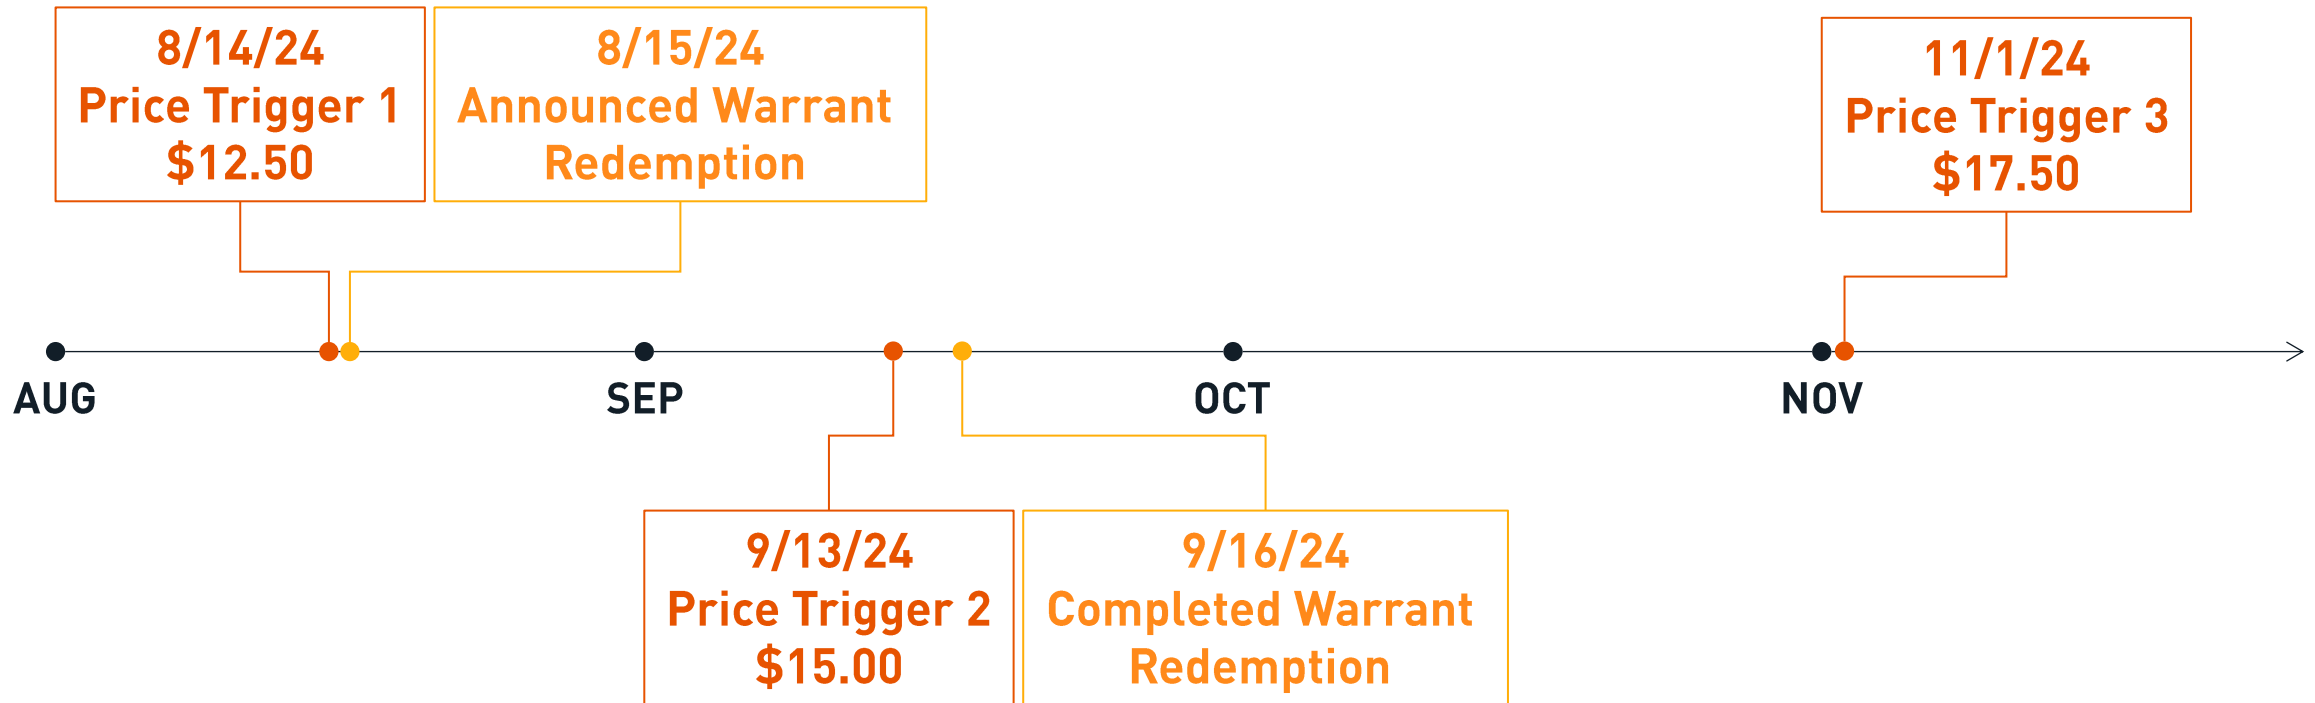 8/14/24
Price Trigger 1
$12.50
8/15/24
Announced Warrant
Redemption
11/1/24
Price Trigger 3
$17.50
AUG
SEP
OCT
NOV
9/13/24
Price Trigger 2
$15.00
9/16/24
Completed Warrant
Redemption